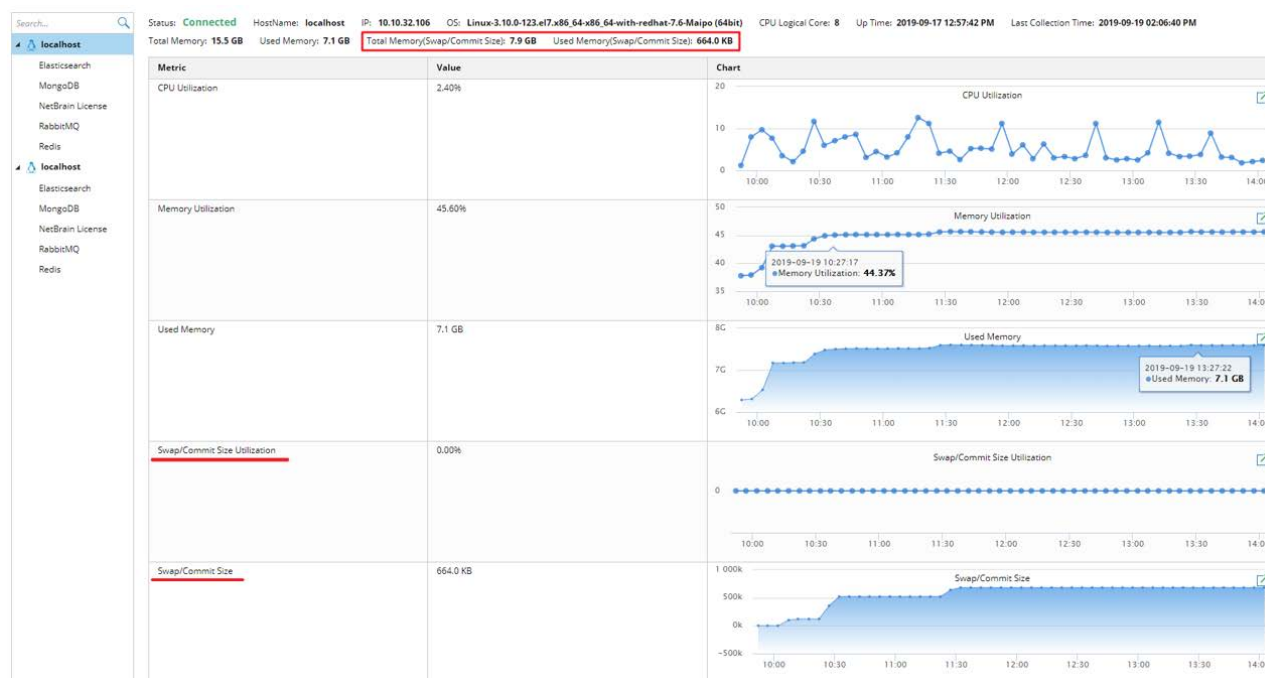 Search...
localhost
Elasticsearch
MongoDB
NetBrain License
RabbitMQ
Redis
localhost
Elasticsearch
MongoDB
NetBrain License
RabbitMQ
Redis
Status: Connected HostName: localhost IP: 10.10.32.106 OS: Linux-3.10.0-123.el7.x86_64-x86_64-with-redhat-7.6-Maipo (64bit) CPU Logical Core: 8 Up Time: 2019-09-17 12:57:42 PM Last Collection Time: 2019-09-19 02:06:40 PM
Total Memory: 15.5 GB Used Memory: 7.1 GB Total Memory(Swap/Commit Size): 7.9 GB Used Memory(Swap/Commit Size): 664.0 KB
Metric Value Chart
CPU Utilization 2.40%
CPU Utilization
20
10
0
10:00 10:30 11:00 11:30 12:00 12:30 13:00 13:30 14:0
Memory Utilization 45.60%
Memory Utilization
50
45
40
35
2019-09-19 10:27:17
Memory Utilization: 44.37%
10:00 10:30 11:00 11:30 12:00 12:30 13:00 13:30 14:0
Used Memory 7.1 GB
Used Memory
8G
7G
6G
2019-09-19 13:27:22
Used Memory: 7.1 GB
10:00 10:30 11:00 11:30 12:00 12:30 13:00 13:30 14:0
Swap/Commit Size Utilization 0.00%
Swap/Commit Size Utilization
0
10:00 10:30 11:00 11:30 12:00 12:30 13:00 13:30 14:0
Swap/Commit Size 664.0 KB
Swap/Commit Size
1 000k
500k
0k
-500k
10:00 10:30 11:00 11:30 12:00 12:30 13:00 13:30 14:0